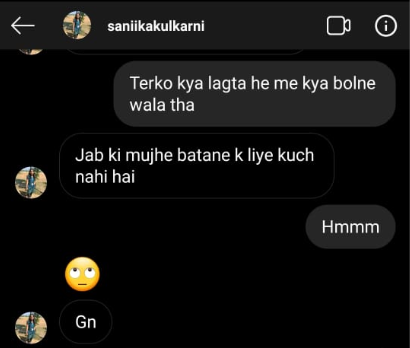 saniikakulkarni
Terko kya lagta he me kya bolne
wala tha
Jab ki mujhe batane k liye kuch
nahi hai
Hmmm
🙄
Gn